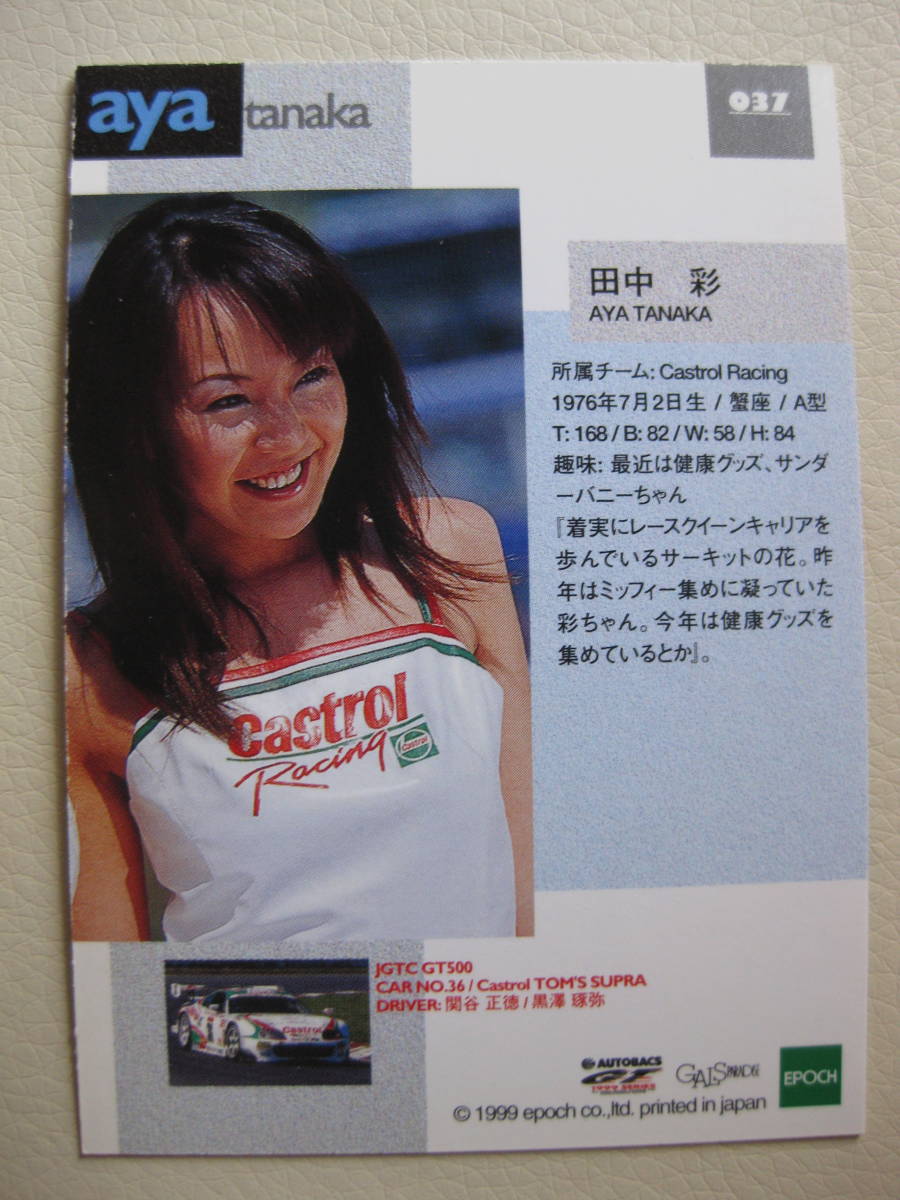 aya tanaka
037
田中 彩
AYA TANAKA
所属チーム: Castrol Racing
1976年7月2日生 / 蟹座 / A型
T: 168 / B: 82 / W: 58 / H: 84
趣味: 最近は健康グッズ、サンダ
ーバニーちゃん
『着実にレースクイーンキャリアを
歩んでいるサーキットの花。昨
年はミッフィー集めに凝っていた
彩ちゃん。今年は健康グッズを
集めているとか』。
Castrol
Racing
Castrol
JGTC GT500
CAR NO.36 / Castrol TOM'S SUPRA
DRIVER: 関谷 正徳 / 黒澤 琢弥
Castrol
AUTOBACS
GT
1999 SERIES
GALS PARADE
EPOCH
© 1999 epoch co.,ltd. printed in japan